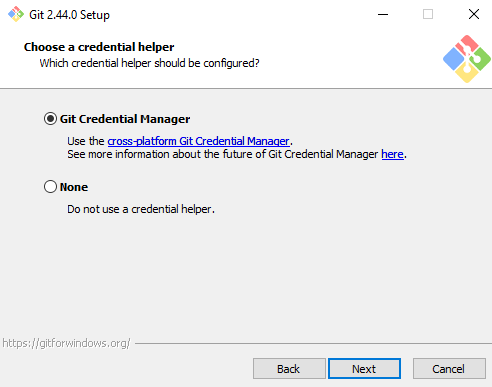 Git 2.44.0 Setup
Choose a credential helper
Which credential helper should be configured?
Git Credential Manager
Use the cross-platform Git Credential Manager.
See more information about the future of Git Credential Manager here.
None
Do not use a credential helper.
https://gitforwindows.org/
Back Next Cancel